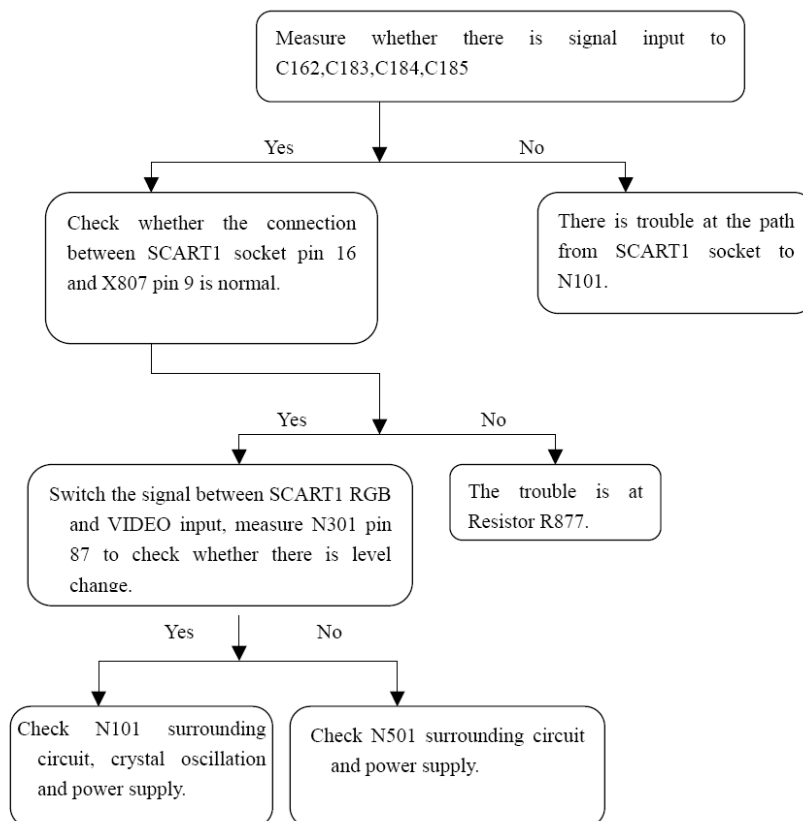 Measure whether there is signal input to
C162,C183,C184,C185
Yes
No
Check whether the connection
between SCART1 socket pin 16
and X807 pin 9 is normal.
There is trouble at the path
from SCART1 socket to
N101.
Yes
No
Switch the signal between SCART1 RGB
and VIDEO input, measure N301 pin
87 to check whether there is level
change.
The trouble is at
Resistor R877.
Yes
No
Check N101 surrounding
circuit, crystal oscillation
and power supply.
Check N501 surrounding circuit
and power supply.